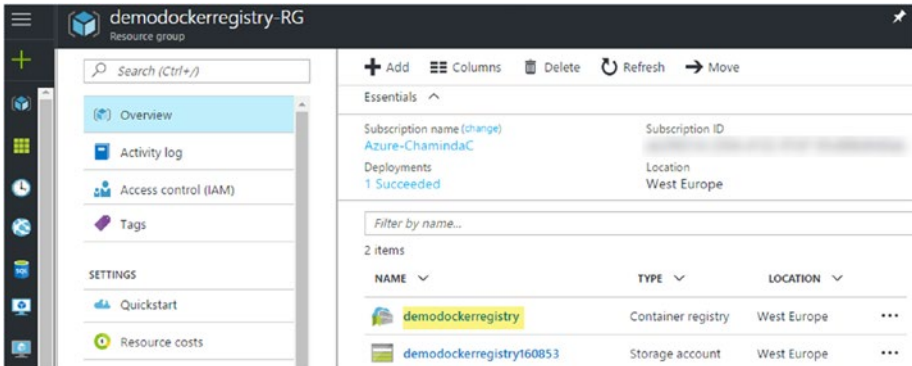 demodockerregistry-RG
Resource group
Search (Ctrl+/)
Overview
Activity log
Access control (IAM)
Tags
SETTINGS
Quickstart
Resource costs
Add Columns Delete Refresh Move
Essentials
Subscription name (change) Subscription ID
Azure-ChamindaC
Deployments Location
1 Succeeded West Europe
Filter by name...
2 items
NAME TYPE LOCATION
demodockerregistry Container registry West Europe
demodockerregistry160853 Storage account West Europe
SQL